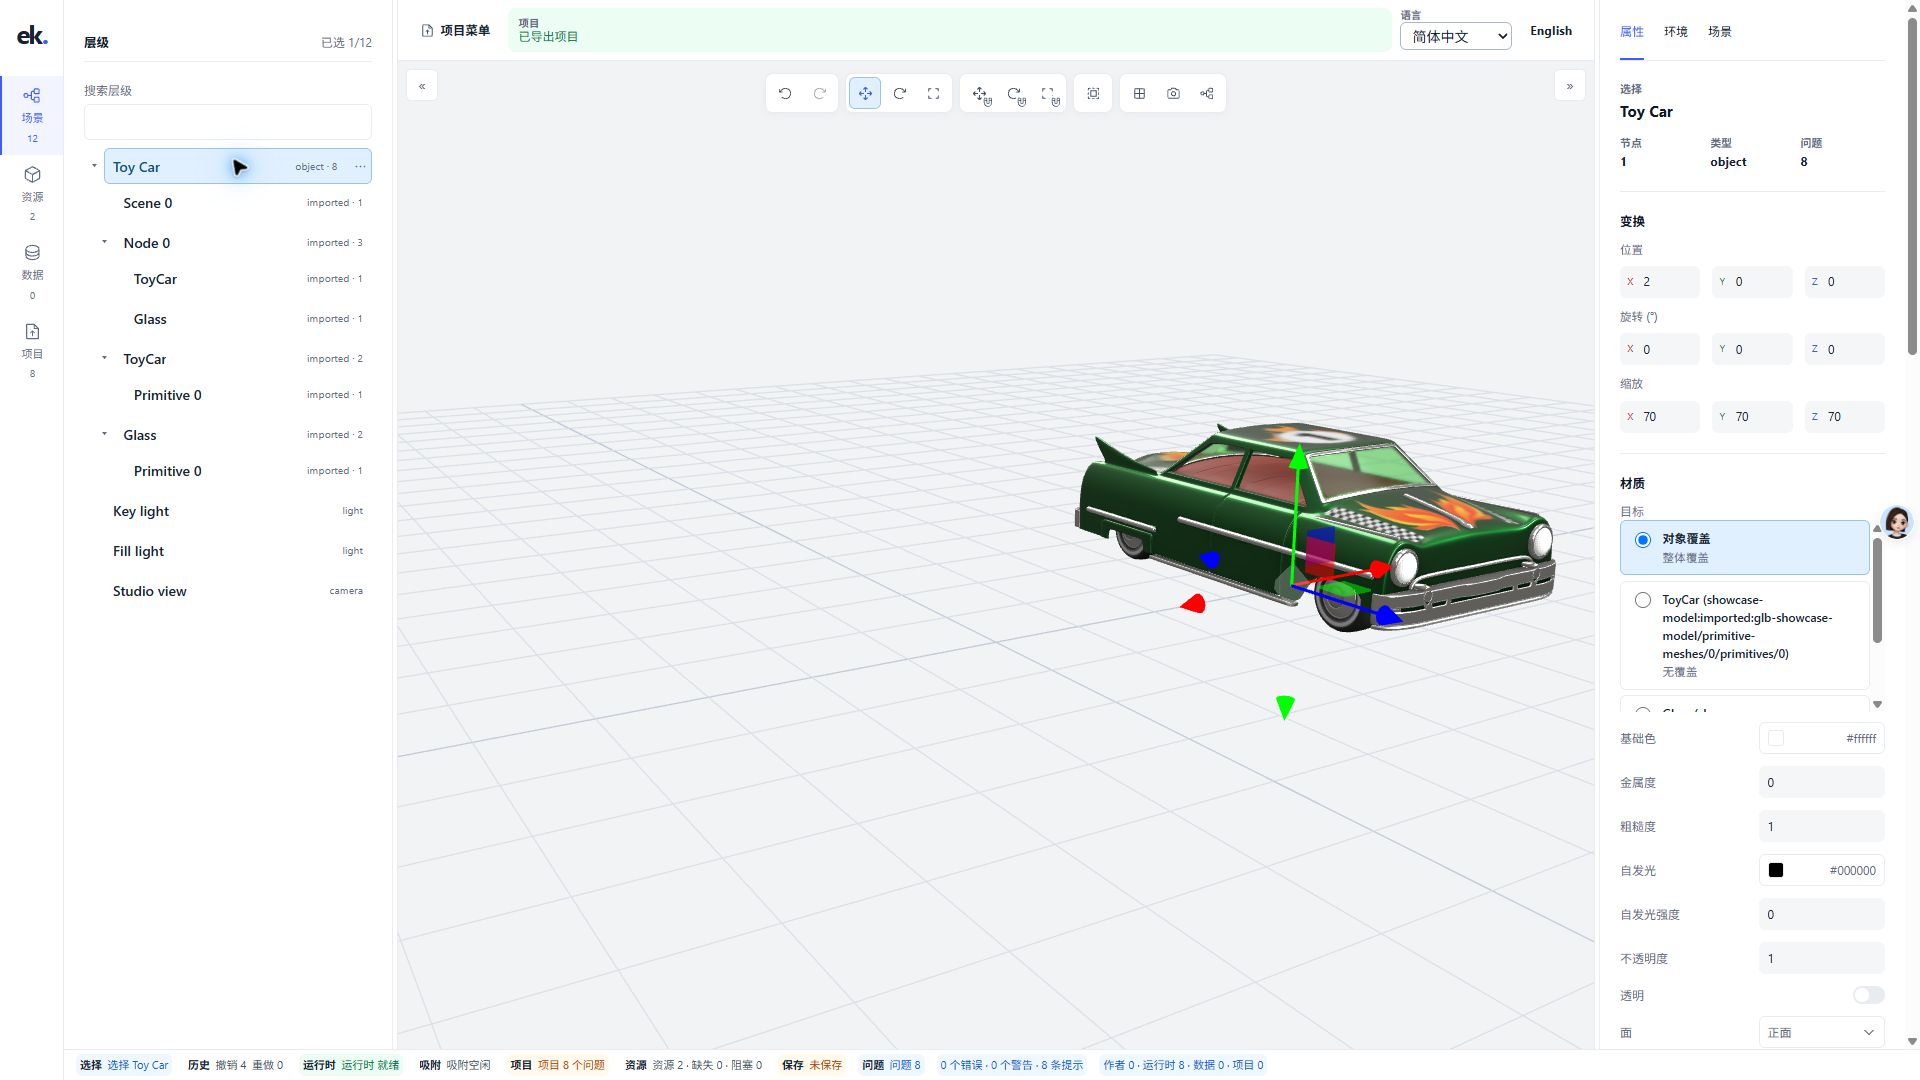 ek.
场景
12
资源
2
数据
0
项目
8
层级
已选 1/12
搜索层级
Toy Car
object · 8
Scene 0
imported · 1
Node 0
imported · 3
ToyCar
imported · 1
Glass
imported · 1
ToyCar
imported · 2
Primitive 0
imported · 1
Glass
imported · 2
Primitive 0
imported · 1
Key light
light
Fill light
light
Studio view
camera
项目菜单
项目
已导出项目
语言
简体中文
English
«
»
属性
环境
场景
选择
Toy Car
节点
类型
问题
1
object
8
变换
位置
X 2
Y 0
Z 0
旋转 (°)
X 0
Y 0
Z 0
缩放
X 70
Y 70
Z 70
材质
目标
对象覆盖
整体覆盖
ToyCar (showcase-
model:imported:glb-showcase-
model/primitive-
meshes/0/primitives/0)
无覆盖
基础色
#ffffff
金属度
0
粗糙度
1
自发光
#000000
自发光强度
0
不透明度
1
透明
面
正面
选择 选择 Toy Car
历史 撤销 4 重做 0
运行时 运行时 就绪
吸附 吸附空闲
项目 项目 8 个问题
资源 资源 2 · 缺失 0 · 阻塞 0
保存 未保存
问题 问题 8
0 个错误 · 0 个警告 · 8 条提示
作者 0 · 运行时 8 · 数据 0 · 项目 0